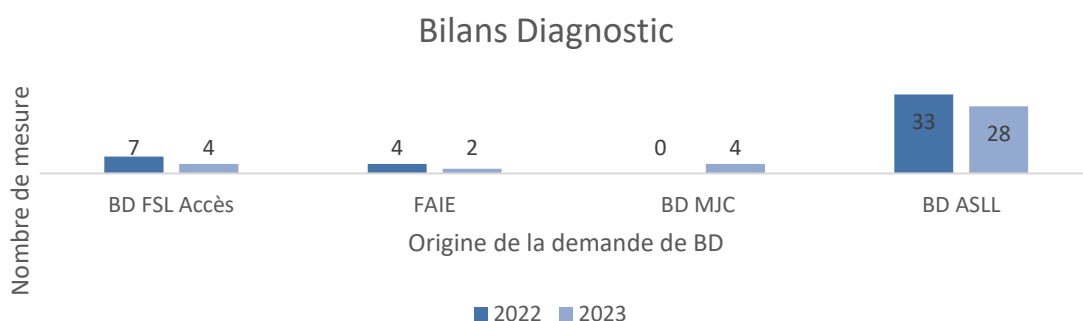 Bilans Diagnostic
Nombre de mesure
7 4 4 2 0 4 33 28
BD FSL Accès FAIE BD MJC BD ASLL
Origine de la demande de BD
2022 2023